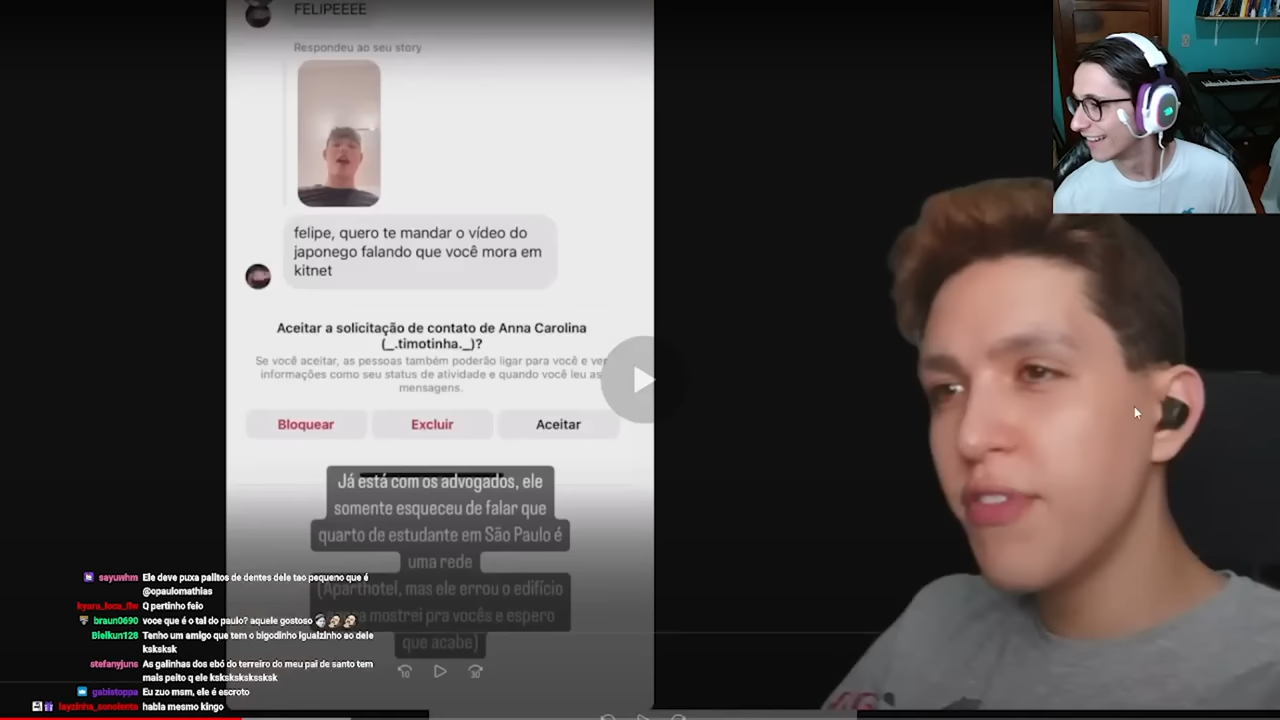 FELIPEEEE
Respondeu ao seu story
felipe, quero te mandar o vídeo do
japonego falando que você mora em
kitnet
Aceitar a solicitação de contato de Anna Carolina
(_.timotinha._)?
Se você aceitar, as pessoas também poderão ligar para você e ver
informações como seu status de atividade e quando você leu as
mensagens.
Bloquear
Excluir
Aceitar
Já está com os advogados, ele
somente esqueceu de falar que
quarto de estudante em São Paulo é
uma rede
(Aparthotel, mas ele errou o edifício
mostrei pra vocês e espero
que acabe)
10
30
sayuwhm Ele deve puxa palitos de dentes dele tao pequeno que é
@opaulomathias
Q pertinho feio
braun0690 voce que é o tal do paulo? aquele gostoso
Bielkun128 Tenho um amigo que tem o bigodinho igualzinho ao dele
ksksksk
stefanyjuns As galinhas dos ebó do terreiro do meu pai de santo tem
mais peito q ele ksksksksksksk
gabistoppa Eu zuo msm, ele é escroto
layzinha_sonolenta habla mesmo kingo